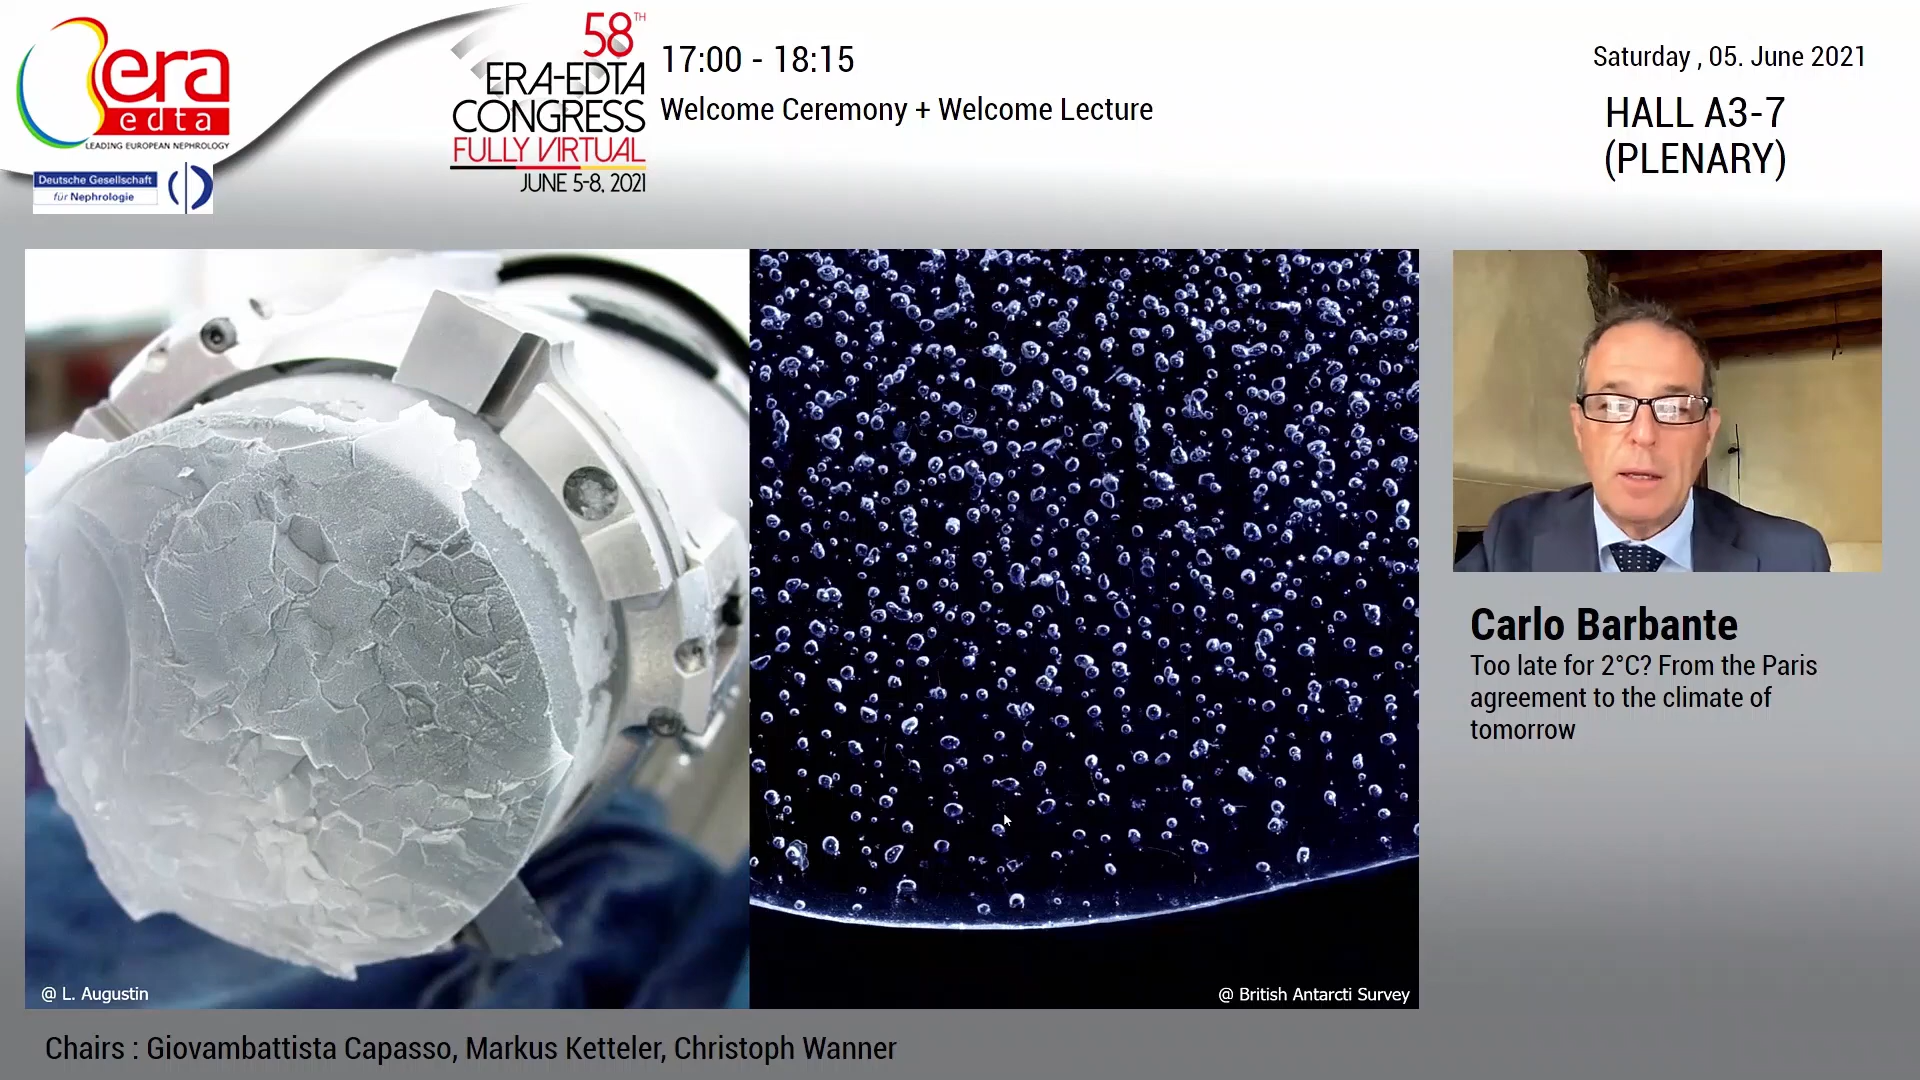 era
edta
LEADING EUROPEAN NEPHROLOGY
Deutsche Gesellschaft
für Nephrologie
58TH
ERA-EDTA
CONGRESS
FULLY VIRTUAL
JUNE 5-8, 2021
17:00 - 18:15
Welcome Ceremony + Welcome Lecture
Saturday , 05. June 2021
HALL A3-7
(PLENARY)
@ L. Augustin
@ British Antarcti Survey
Carlo Barbante
Too late for 2°C? From the Paris
agreement to the climate of
tomorrow
Chairs : Giovambattista Capasso, Markus Ketteler, Christoph Wanner